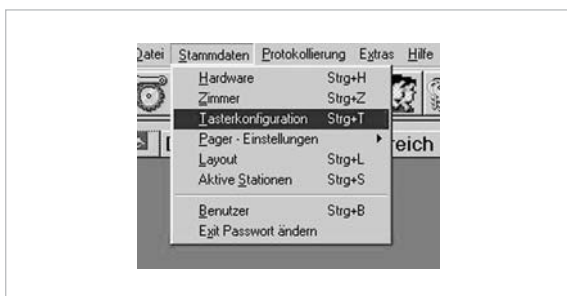 Datei Stammdaten Protokollierung Extras Hilfe
Hardware Strg+H
Zimmer Strg+Z
Tasterkonfiguration Strg+T
Pager - Einstellungen
reich
Layout Strg+L
Aktive Stationen Strg+S
Benutzer Strg+B
Exit Passwort ändern